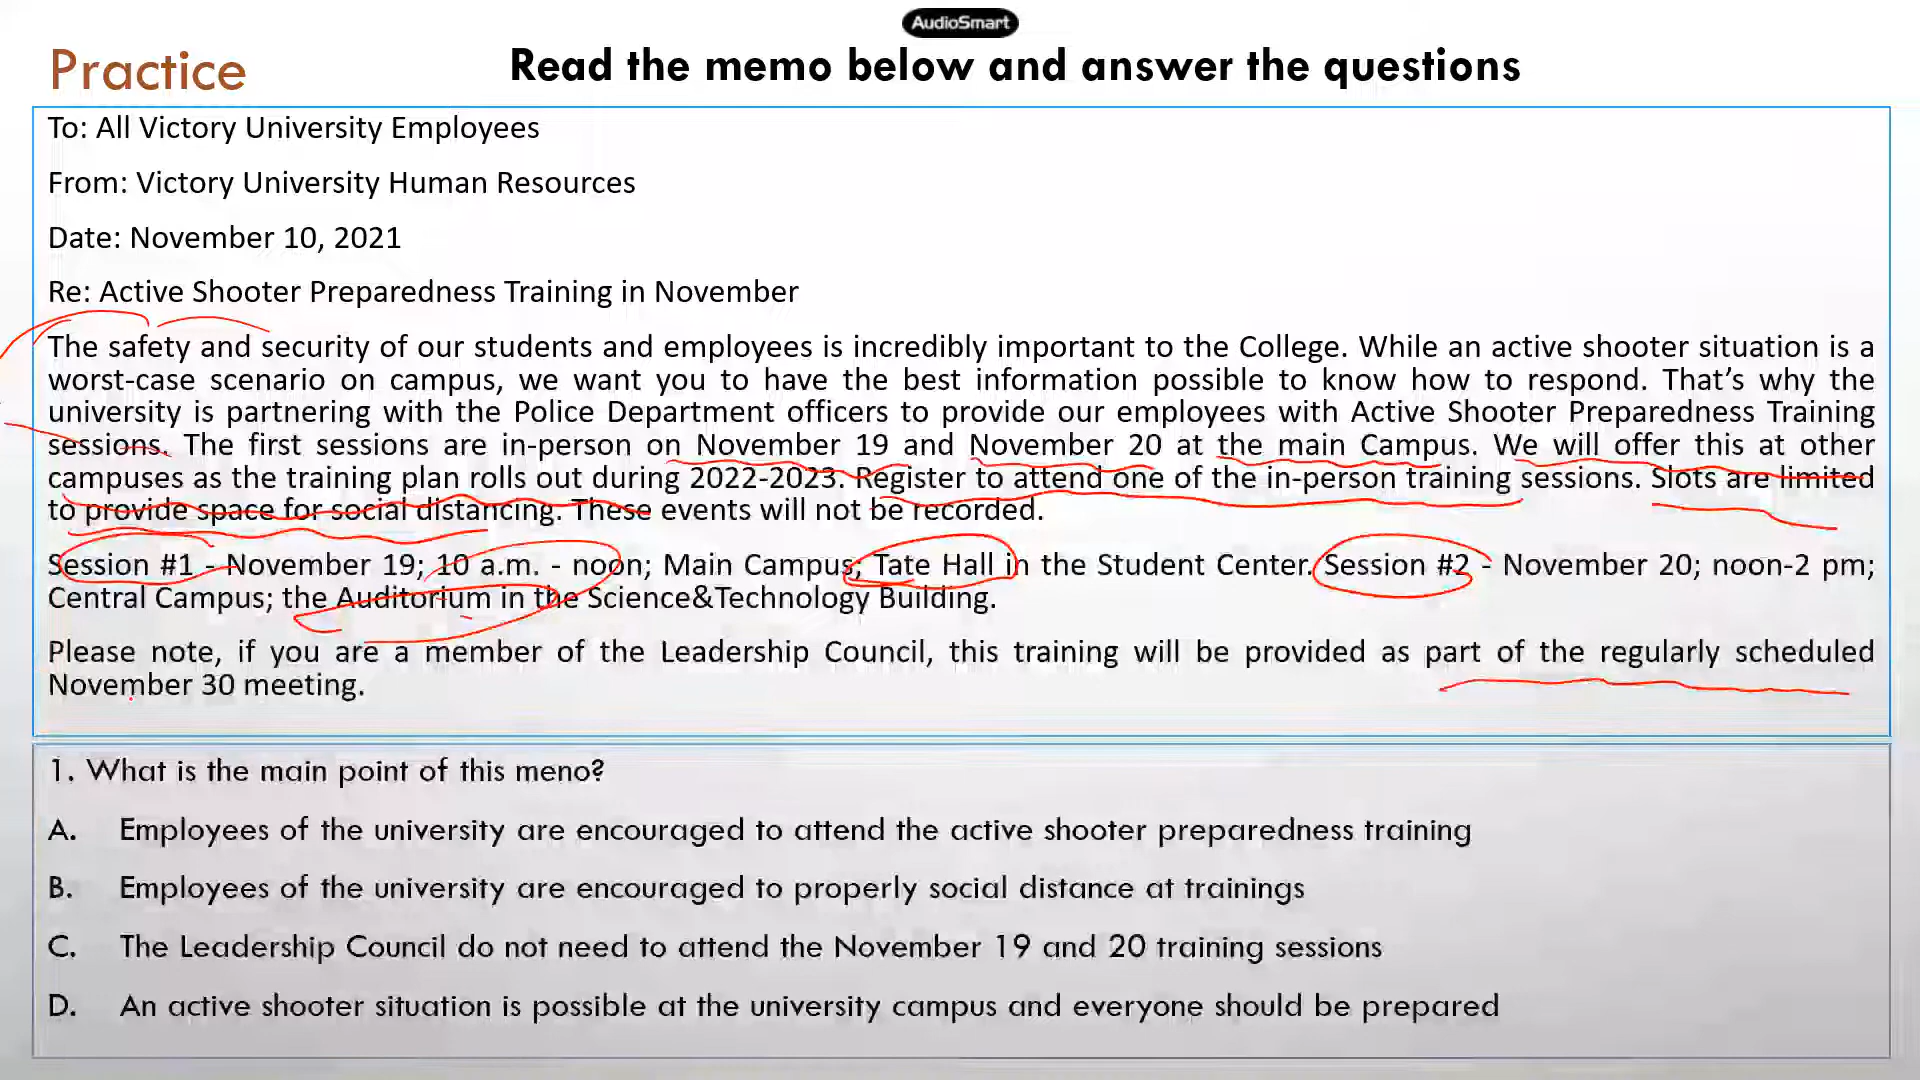 AudioSmart
Practice
Read the memo below and answer the questions
To: All Victory University Employees
From: Victory University Human Resources
Date: November 10, 2021
Re: Active Shooter Preparedness Training in November
The safety and security of our students and employees is incredibly important to the College. While an active shooter situation is a
worst-case scenario on campus, we want you to have the best information possible to know how to respond. That’s why the
university is partnering with the Police Department officers to provide our employees with Active Shooter Preparedness Training
sessions. The first sessions are in-person on November 19 and November 20 at the main Campus. We will offer this at other
campuses as the training plan rolls out during 2022-2023. Register to attend one of the in-person training sessions. Slots are limited
to provide space for social distancing. These events will not be recorded.
Session #1 - November 19; 10 a.m. - noon; Main Campus; Tate Hall in the Student Center. Session #2 - November 20; noon-2 pm;
Central Campus; the Auditorium in the Science&Technology Building.
Please note, if you are a member of the Leadership Council, this training will be provided as part of the regularly scheduled
November 30 meeting.
1. What is the main point of this meno?
A. Employees of the university are encouraged to attend the active shooter preparedness training
B. Employees of the university are encouraged to properly social distance at trainings
C. The Leadership Council do not need to attend the November 19 and 20 training sessions
D. An active shooter situation is possible at the university campus and everyone should be prepared